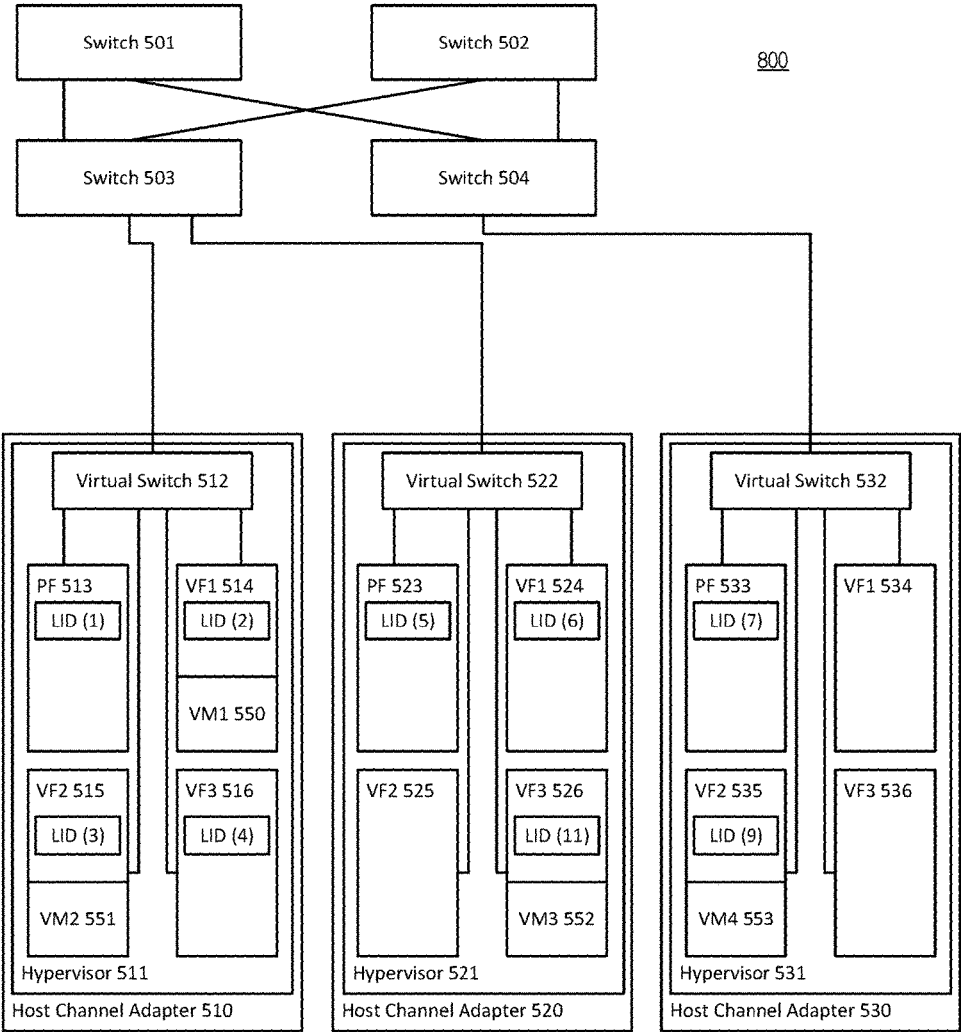 Switch 501
Switch 502
800
Switch 503
Switch 504
Virtual Switch 512
Virtual Switch 522
Virtual Switch 532
PF 513
LID (1)
VF1 514
LID (2)
VM1 550
VF2 515
LID (3)
VM2 551
VF3 516
LID (4)
Hypervisor 511
Host Channel Adapter 510
PF 523
LID (5)
VF1 524
LID (6)
VF2 525
VF3 526
LID (11)
VM3 552
Hypervisor 521
Host Channel Adapter 520
PF 533
LID (7)
VF1 534
VF2 535
LID (9)
VM4 553
VF3 536
Hypervisor 531
Host Channel Adapter 530